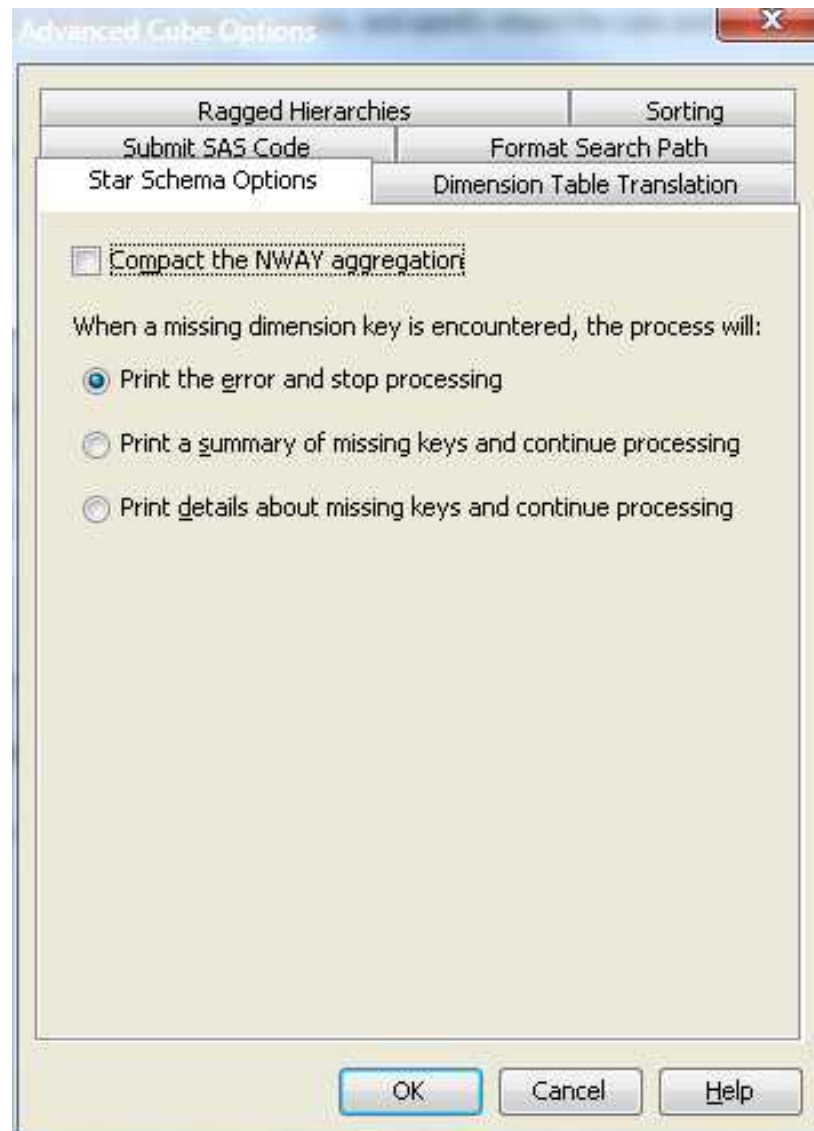 Advanced Cube Options
Ragged Hierarchies Sorting
Submit SAS Code Format Search Path
Star Schema Options Dimension Table Translation
Compact the NWAY aggregation
When a missing dimension key is encountered, the process will:
Print the error and stop processing
Print a summary of missing keys and continue processing
Print details about missing keys and continue processing
OK Cancel Help